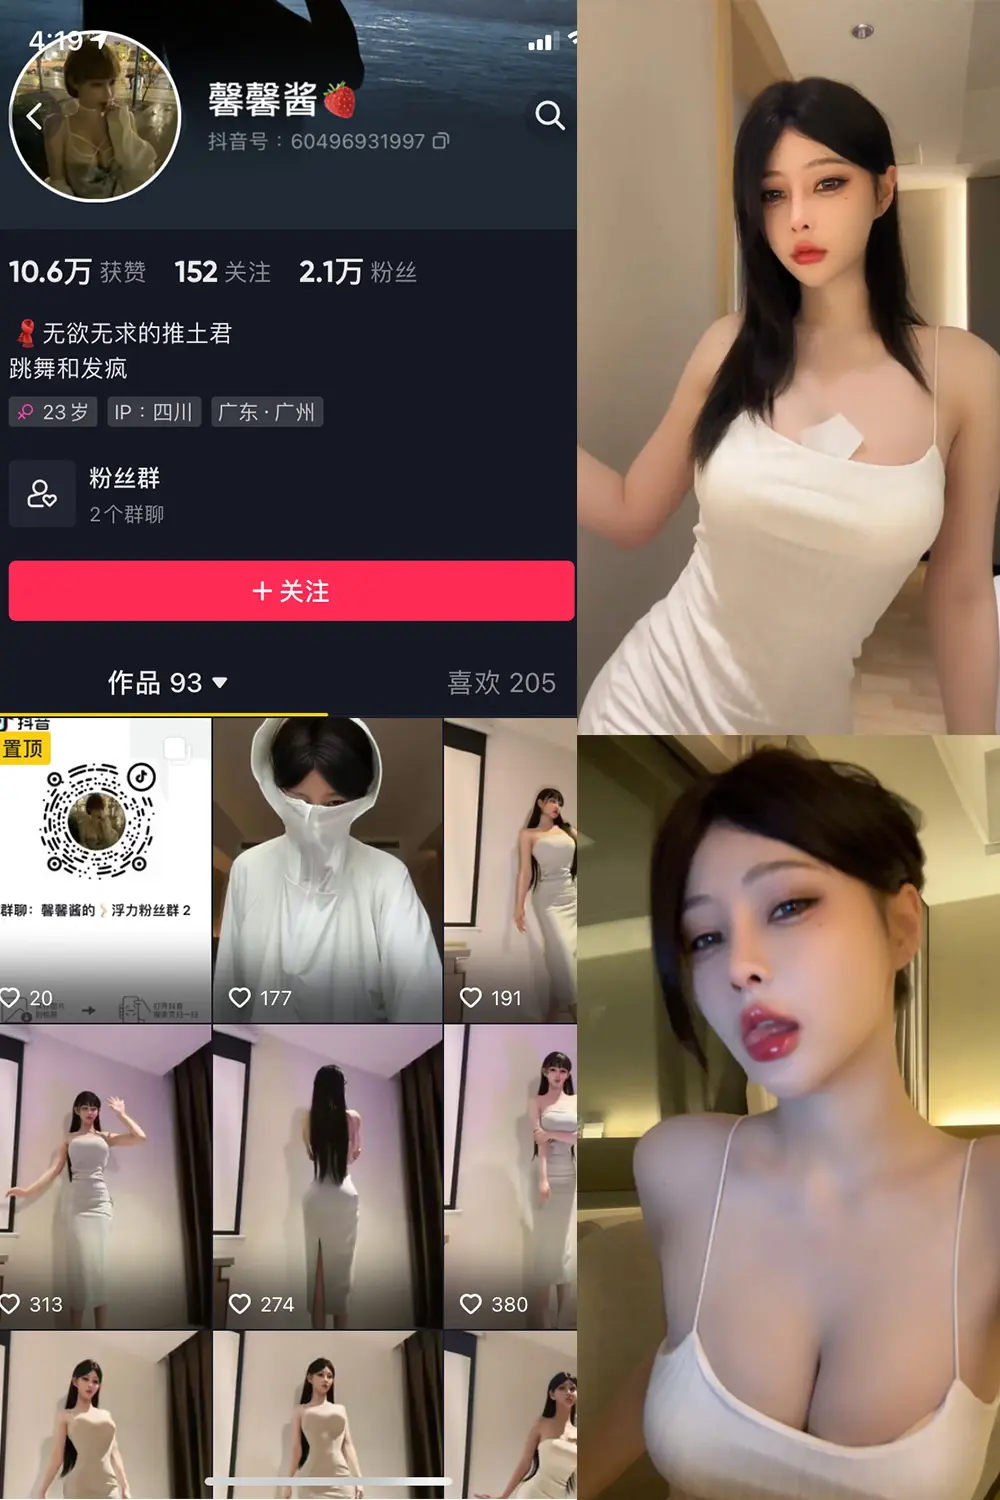 4:19
馨馨酱🍓
抖音号：60496931997
10.6万 获赞 152 关注 2.1万 粉丝
无欲无求的推土君
跳舞和发疯
23岁 IP：四川 广东·广州
粉丝群
2个群聊
+ 关注
作品 93 喜欢 205
抖音
置顶
群聊：馨馨酱的 浮力粉丝群 2
20
177
191
313
274
380